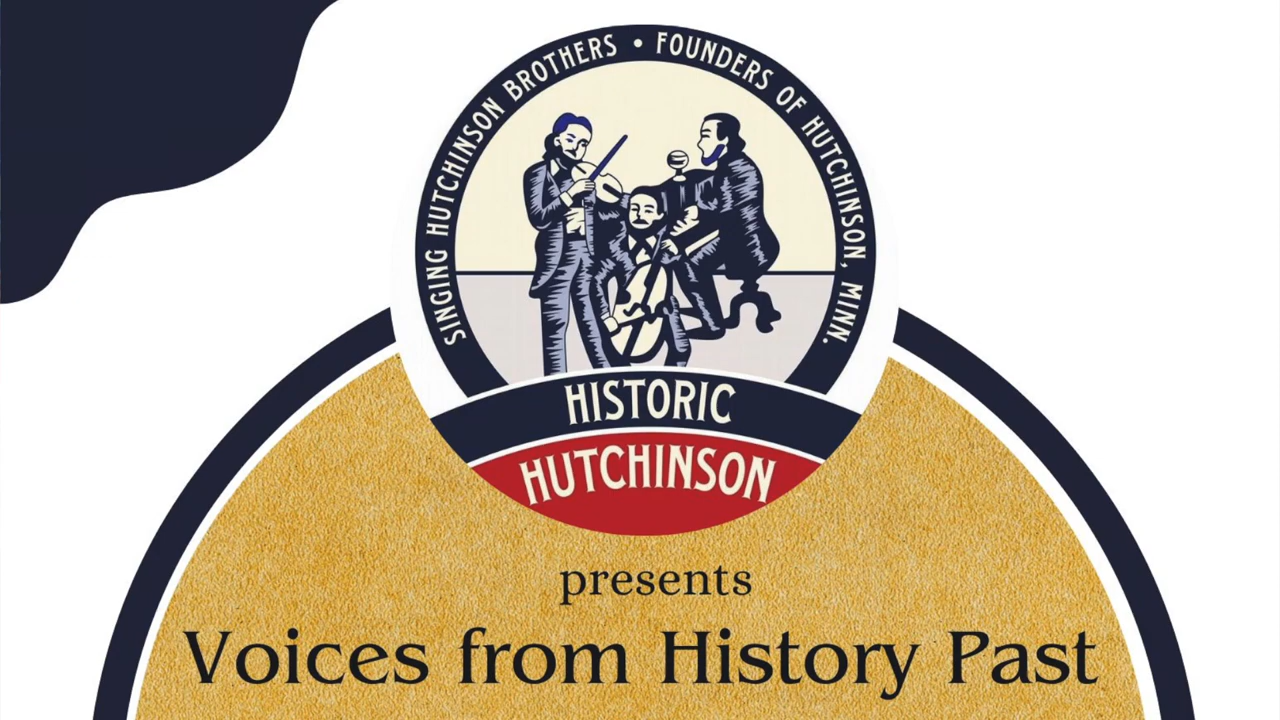 SINGING HUTCHINSON BROTHERS • FOUNDERS OF HUTCHINSON, MINN.
HISTORIC
HUTCHINSON
presents
Voices from History Past